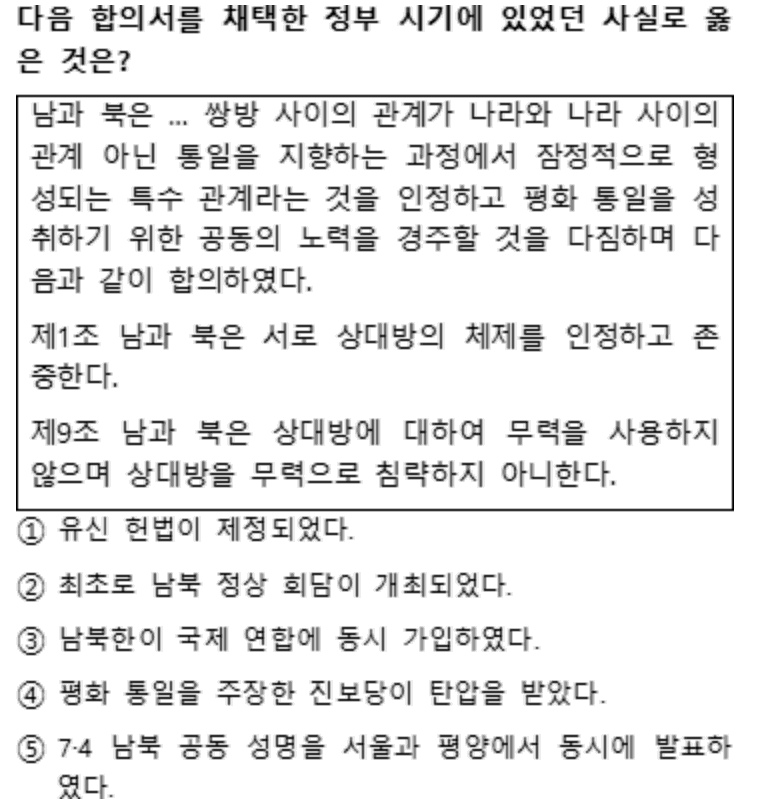 다음 합의서를 채택한 정부 시기에 있었던 사실로 옳
은 것은?
남과 북은 ... 쌍방 사이의 관계가 나라와 나라 사이의
관계 아닌 통일을 지향하는 과정에서 잠정적으로 형
성되는 특수 관계라는 것을 인정하고 평화 통일을 성
취하기 위한 공동의 노력을 경주할 것을 다짐하며 다
음과 같이 합의하였다.
제1조 남과 북은 서로 상대방의 체제를 인정하고 존
중한다.
제9조 남과 북은 상대방에 대하여 무력을 사용하지
않으며 상대방을 무력으로 침략하지 아니한다.
① 유신 헌법이 제정되었다.
② 최초로 남북 정상 회담이 개최되었다.
③ 남북한이 국제 연합에 동시 가입하였다.
④ 평화 통일을 주장한 진보당이 탄압을 받았다.
⑤ 7·4 남북 공동 성명을 서울과 평양에서 동시에 발표하
였다.